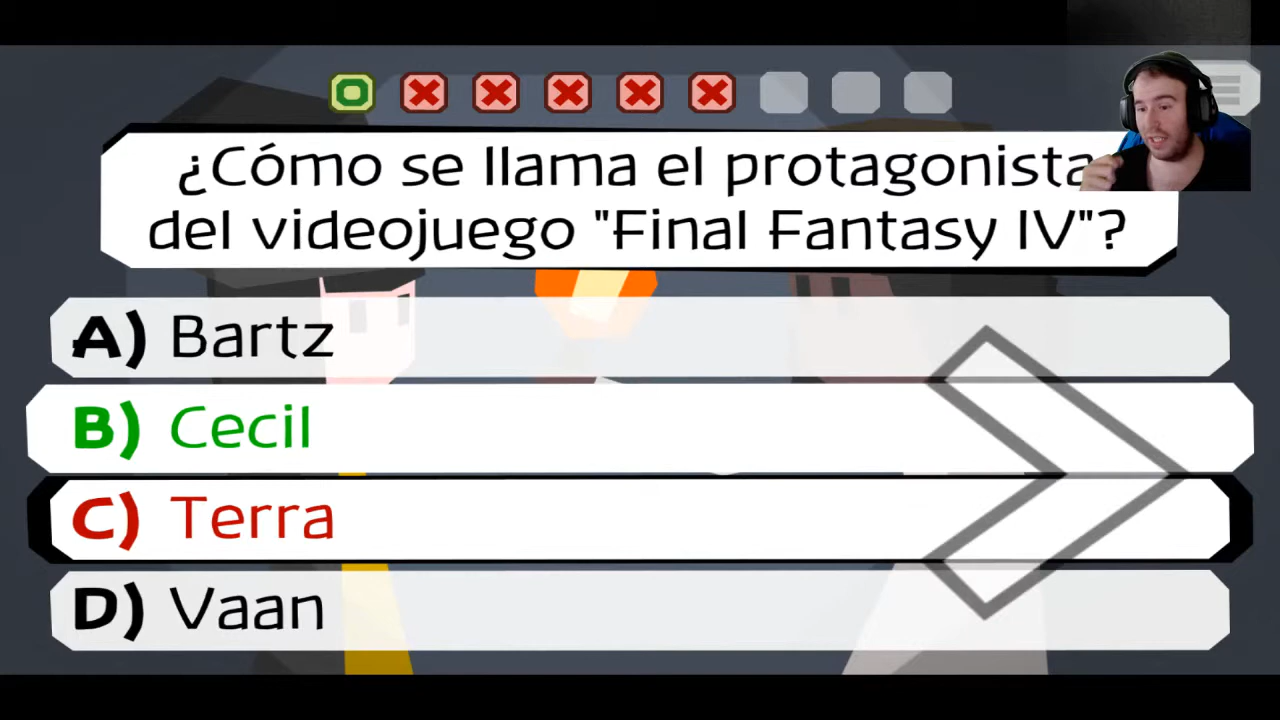 ¿Cómo se llama el protagonista
del videojuego "Final Fantasy IV"?
A) Bartz
B) Cecil
C) Terra
D) Vaan